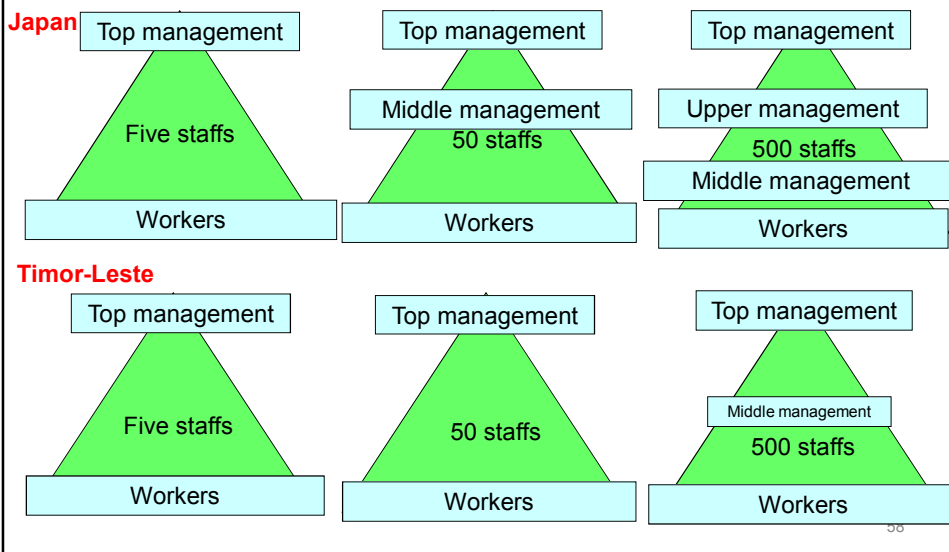 Japan
Top management
Five staffs
Workers
Top management
Middle management
50 staffs
Workers
Top management
Upper management
500 staffs
Middle management
Workers
Timor-Leste
Top management
Five staffs
Workers
Top management
50 staffs
Workers
Top management
Middle management
500 staffs
Workers
58